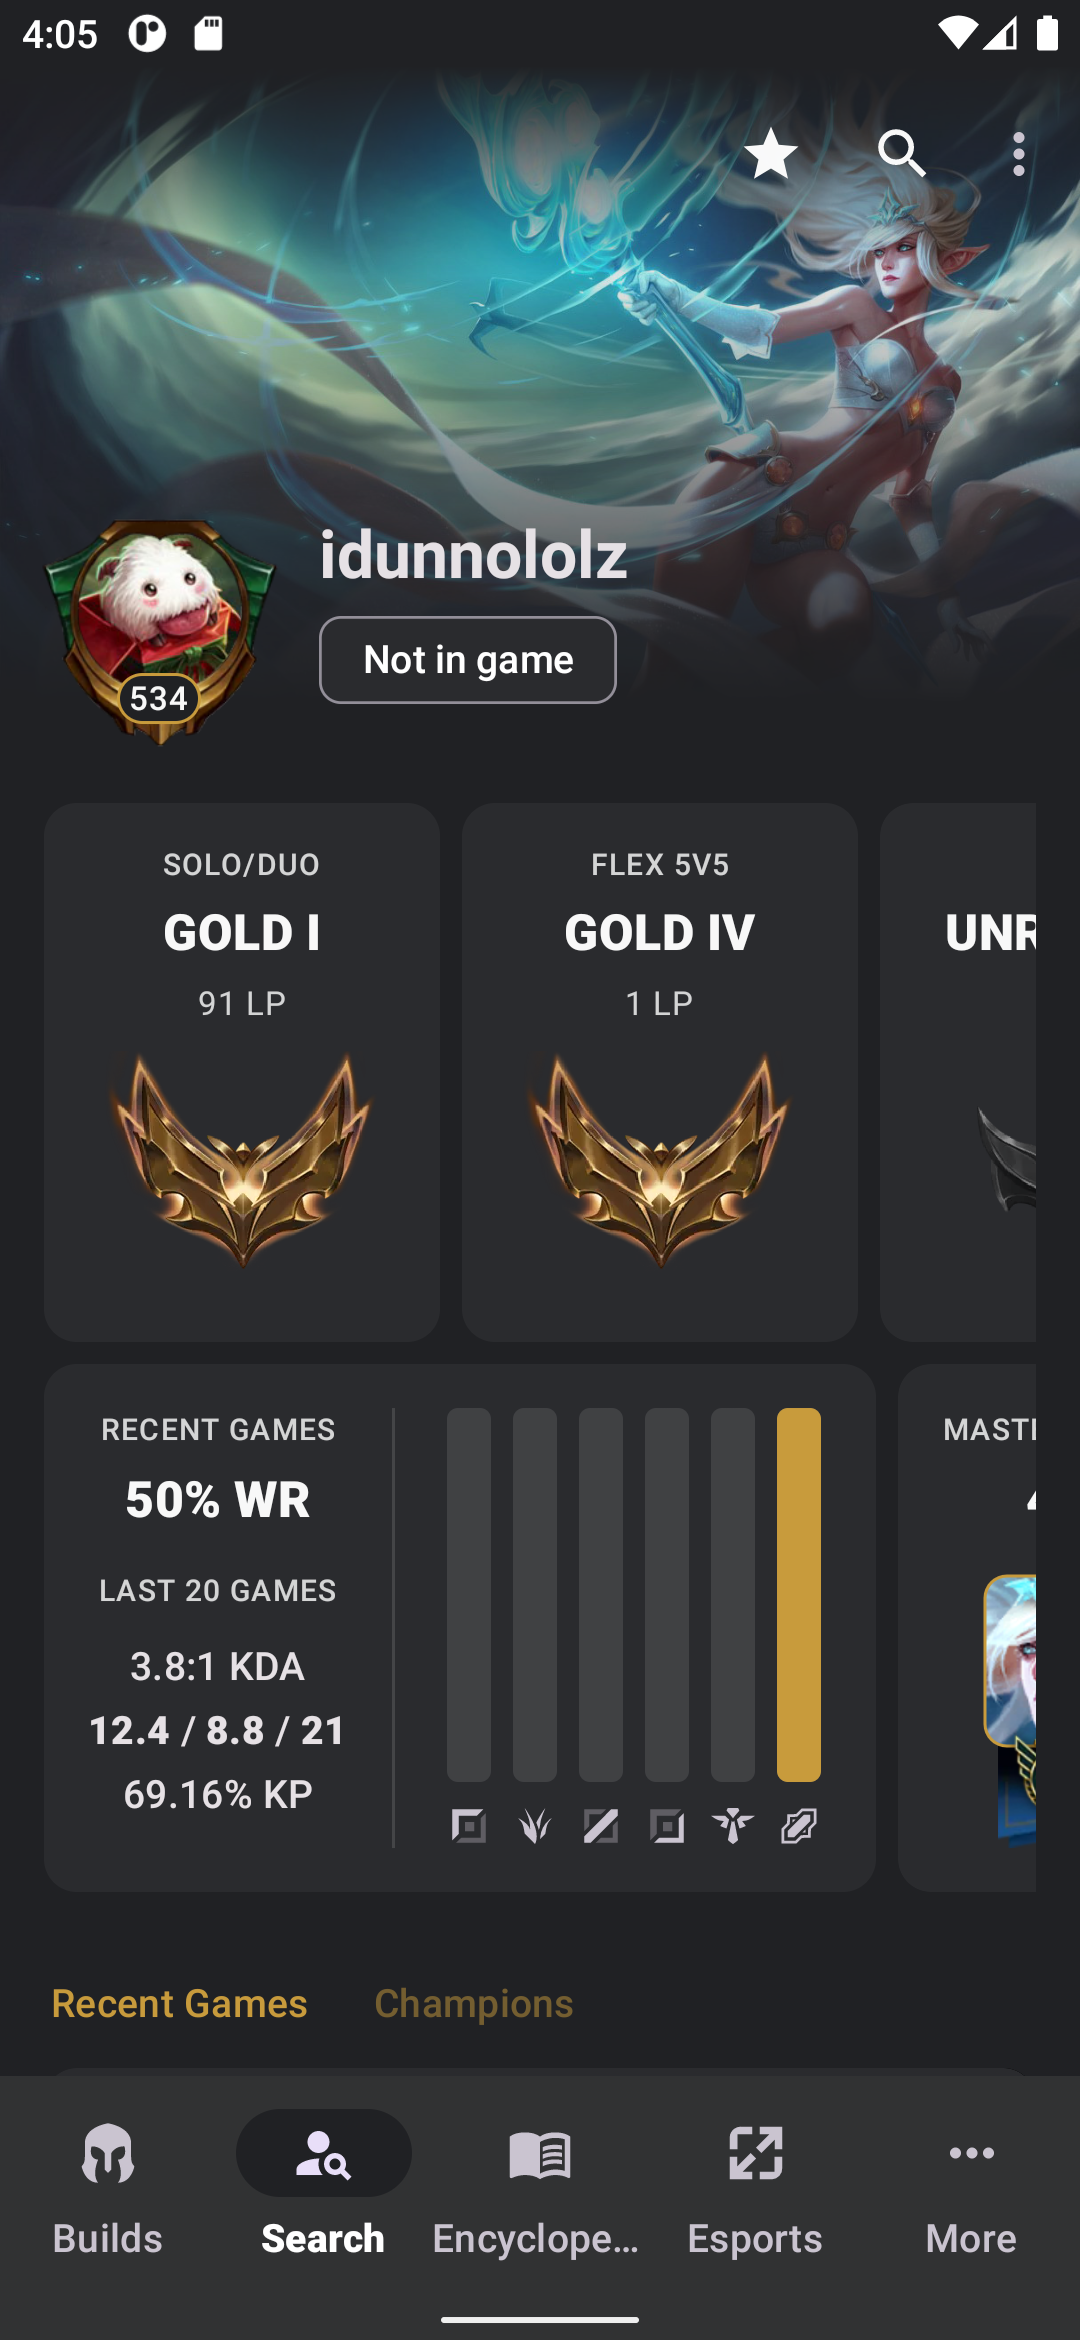 4:05
idunnololz
Not in game
534
SOLO/DUO
GOLD I
91 LP
FLEX 5V5
GOLD IV
1 LP
UNR
RECENT GAMES
50% WR
LAST 20 GAMES
3.8:1 KDA
12.4 / 8.8 / 21
69.16% KP
MASTE
Recent Games
Champions
Builds
Search
Encyclope...
Esports
More